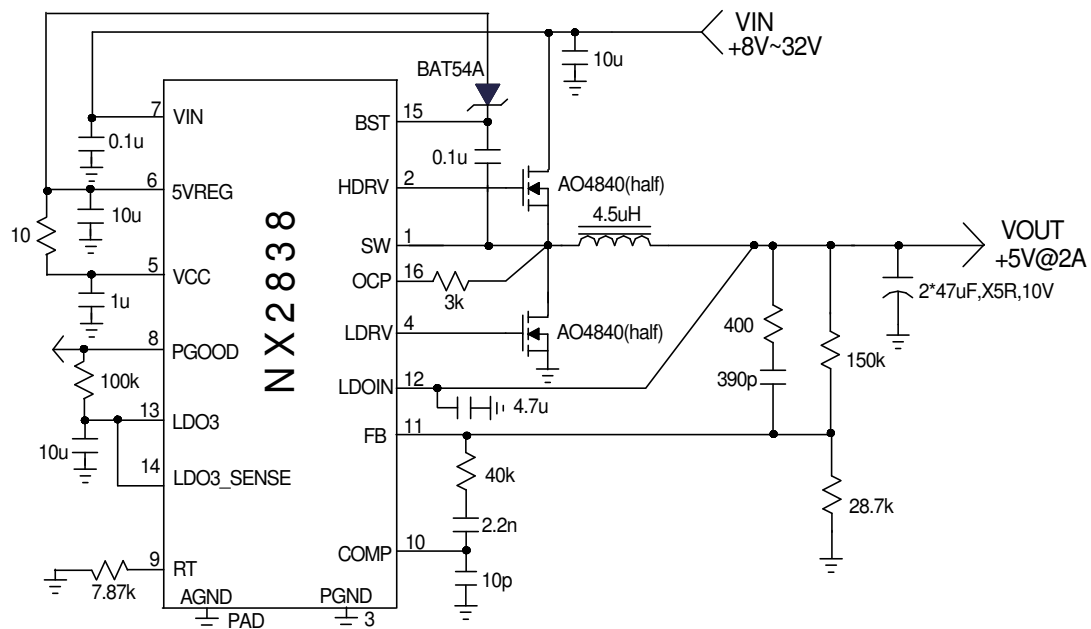 VIN
+8V~32V
10u
BAT54A
7
VIN
15
BST
0.1u
0.1u
6
5VREG
2
HDRV
AO4840(half)
10u
4.5uH
10
1
SW
VOUT
+5V@2A
5
VCC
16
OCP
3k
2*47uF,X5R,10V
1u
NX2838
4
LDRV
AO4840(half)
400
8
PGOOD
150k
100k
12
LDOIN
390p
4.7u
13
LDO3
11
FB
10u
14
LDO3_SENSE
40k
28.7k
2.2n
10
COMP
9
RT
10p
7.87k
AGND
PGND
PAD
3